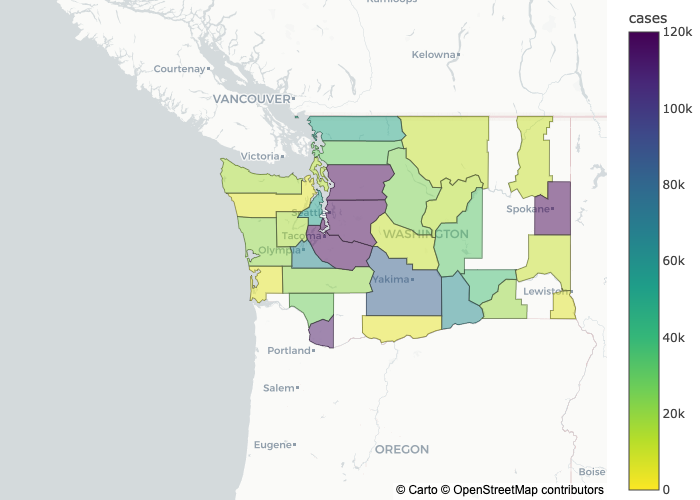 Kamloops
cases
120k
Kelowna
Courtenay
VANCOUVER
100k
Victoria
80k
Spokane
Seattle
Tacoma
WASHINGTON
Olympia
60k
Yakima
Lewiston
40k
Portland
Salem
20k
Eugene
OREGON
Boise
0
© Carto © OpenStreetMap contributors